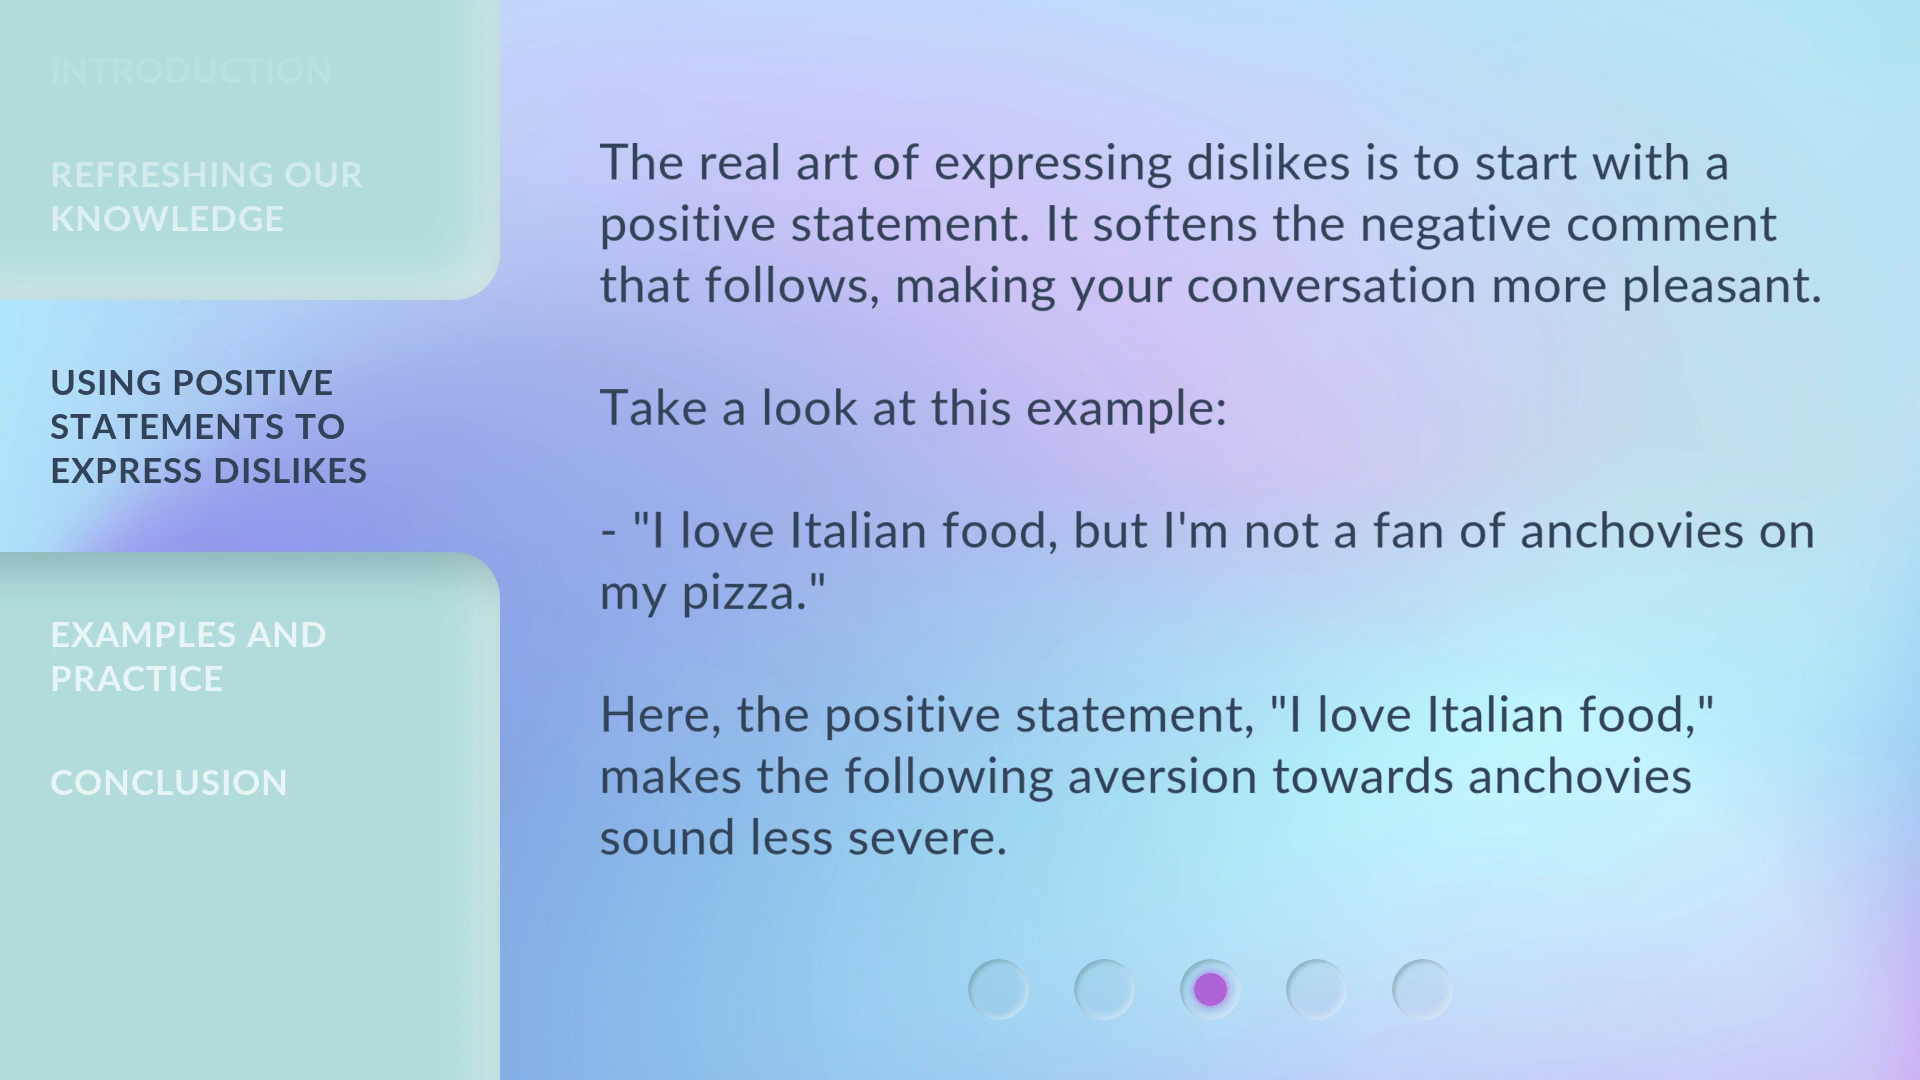 INTRODUCTION
REFRESHING OUR
KNOWLEDGE
USING POSITIVE
STATEMENTS TO
EXPRESS DISLIKES
EXAMPLES AND
PRACTICE
CONCLUSION
The real art of expressing dislikes is to start with a
positive statement. It softens the negative comment
that follows, making your conversation more pleasant.
Take a look at this example:
- "I love Italian food, but I'm not a fan of anchovies on
my pizza."
Here, the positive statement, "I love Italian food,"
makes the following aversion towards anchovies
sound less severe.